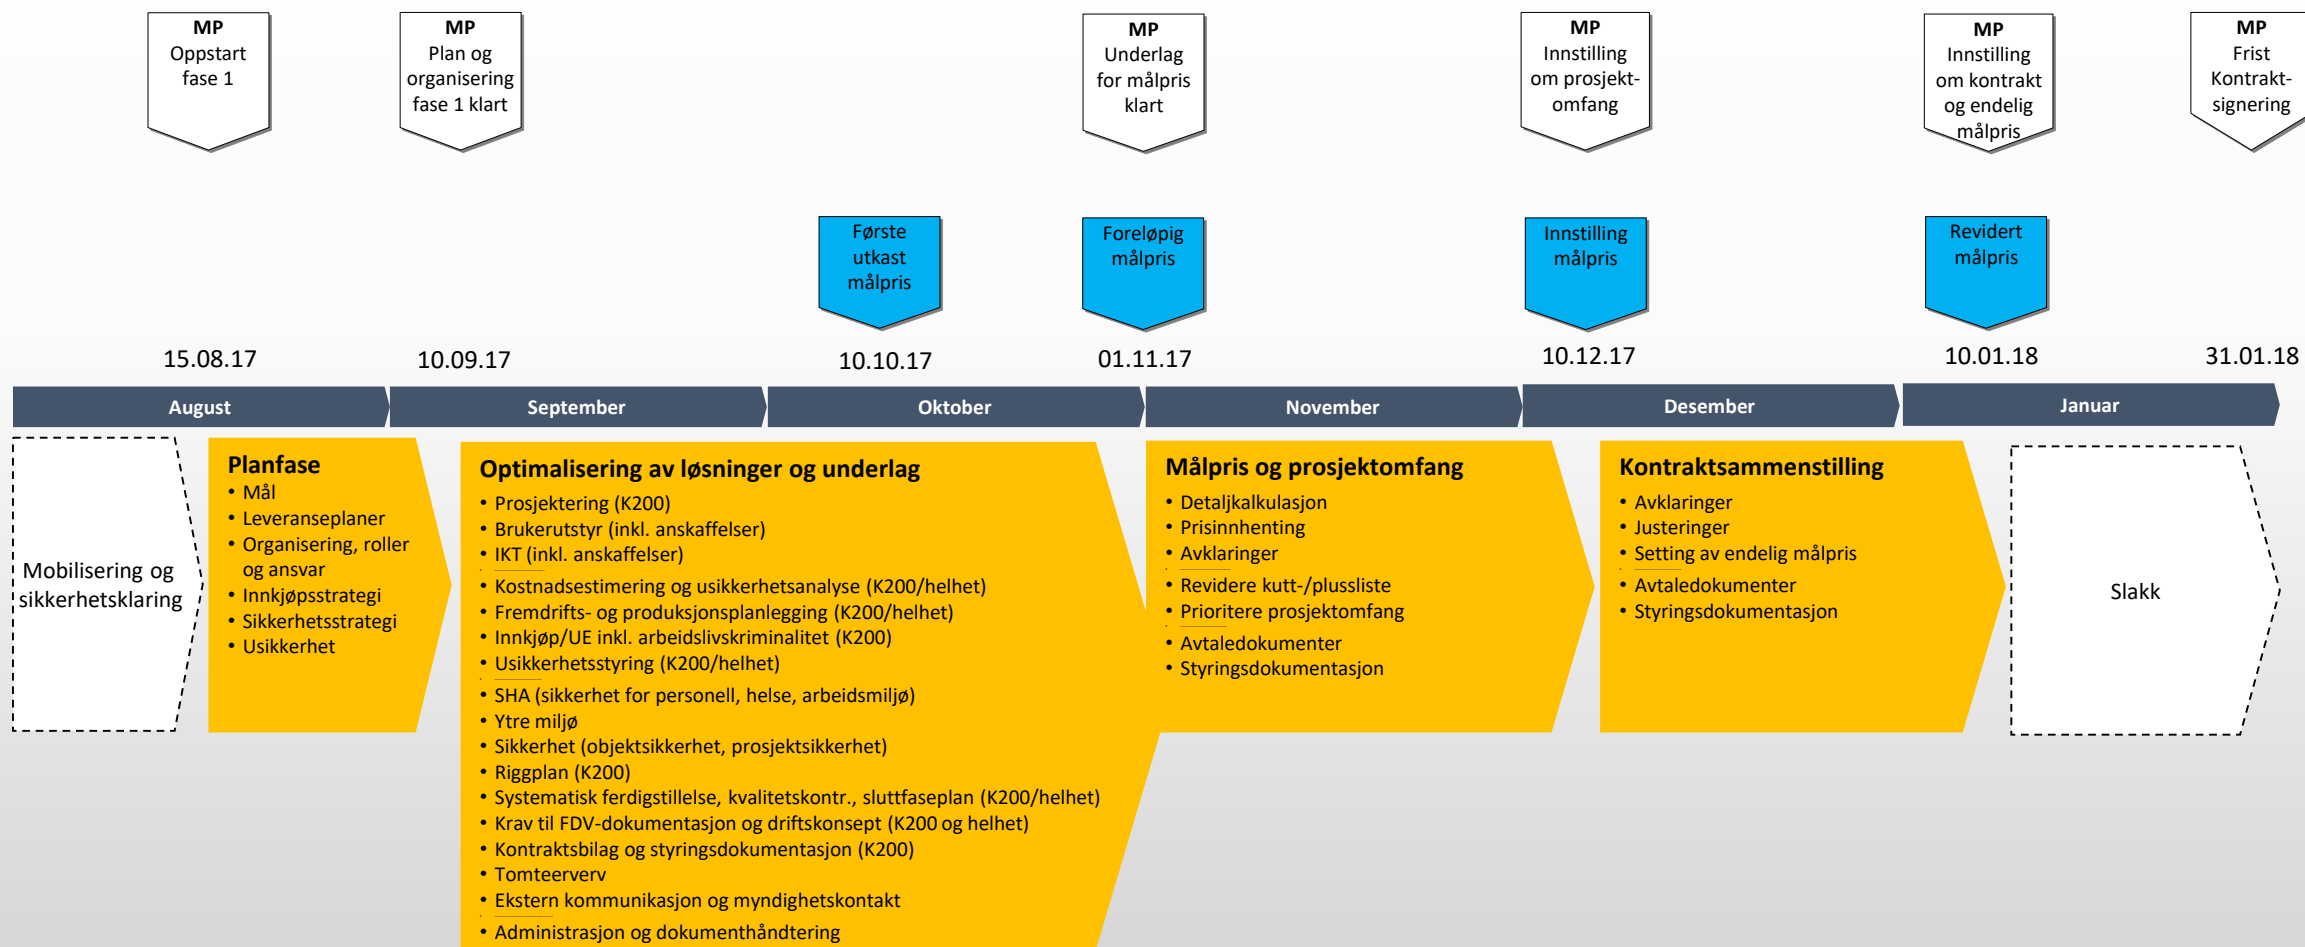 MP
Oppstart
fase 1
MP
Plan og
organisering
fase 1 klart
MP
Underlag
for målpris
klart
MP
Innstilling
om prosjekt-
omfang
MP
Innstilling
om kontrakt
og endelig
målpris
MP
Frist
Kontrakt-
signering
Første
utkast
målpris
Foreløpig
målpris
Innstilling
målpris
Revidert
målpris
15.08.17
10.09.17
10.10.17
01.11.17
10.12.17
10.01.18
31.01.18
August
September
Oktober
November
Desember
Januar
Mobilisering og
sikkerhetsklaring
Planfase
• Mål
• Leveranseplaner
• Organisering, roller
og ansvar
• Innkjøpsstrategi
• Sikkerhetsstrategi
• Usikkerhet
Optimalisering av løsninger og underlag
• Prosjektering (K200)
• Brukerutstyr (inkl. anskaffelser)
• IKT (inkl. anskaffelser)
• Kostnadsestimering og usikkerhetsanalyse (K200/helhet)
• Fremdrifts- og produksjonsplanlegging (K200/helhet)
• Innkjøp/UE inkl. arbeidslivskriminalitet (K200)
• Usikkerhetsstyring (K200/helhet)
• SHA (sikkerhet for personell, helse, arbeidsmiljø)
• Ytre miljø
• Sikkerhet (objektsikkerhet, prosjektsikkerhet)
• Riggplan (K200)
• Systematisk ferdigstillelse, kvalitetskontr., sluttfaseplan (K200/helhet)
• Krav til FDV-dokumentasjon og driftskonsept (K200 og helhet)
• Kontraktsbilag og styringsdokumentasjon (K200)
• Tomteerverv
• Ekstern kommunikasjon og myndighetskontakt
• Administrasjon og dokumenthåndtering
Målpris og prosjektomfang
• Detaljkalkulasjon
• Prisinnhenting
• Avklaringer
• Revidere kutt-/plussliste
• Prioritere prosjektomfang
• Avtaledokumenter
• Styringsdokumentasjon
Kontraktsammenstilling
• Avklaringer
• Justeringer
• Setting av endelig målpris
• Avtaledokumenter
• Styringsdokumentasjon
Slakk